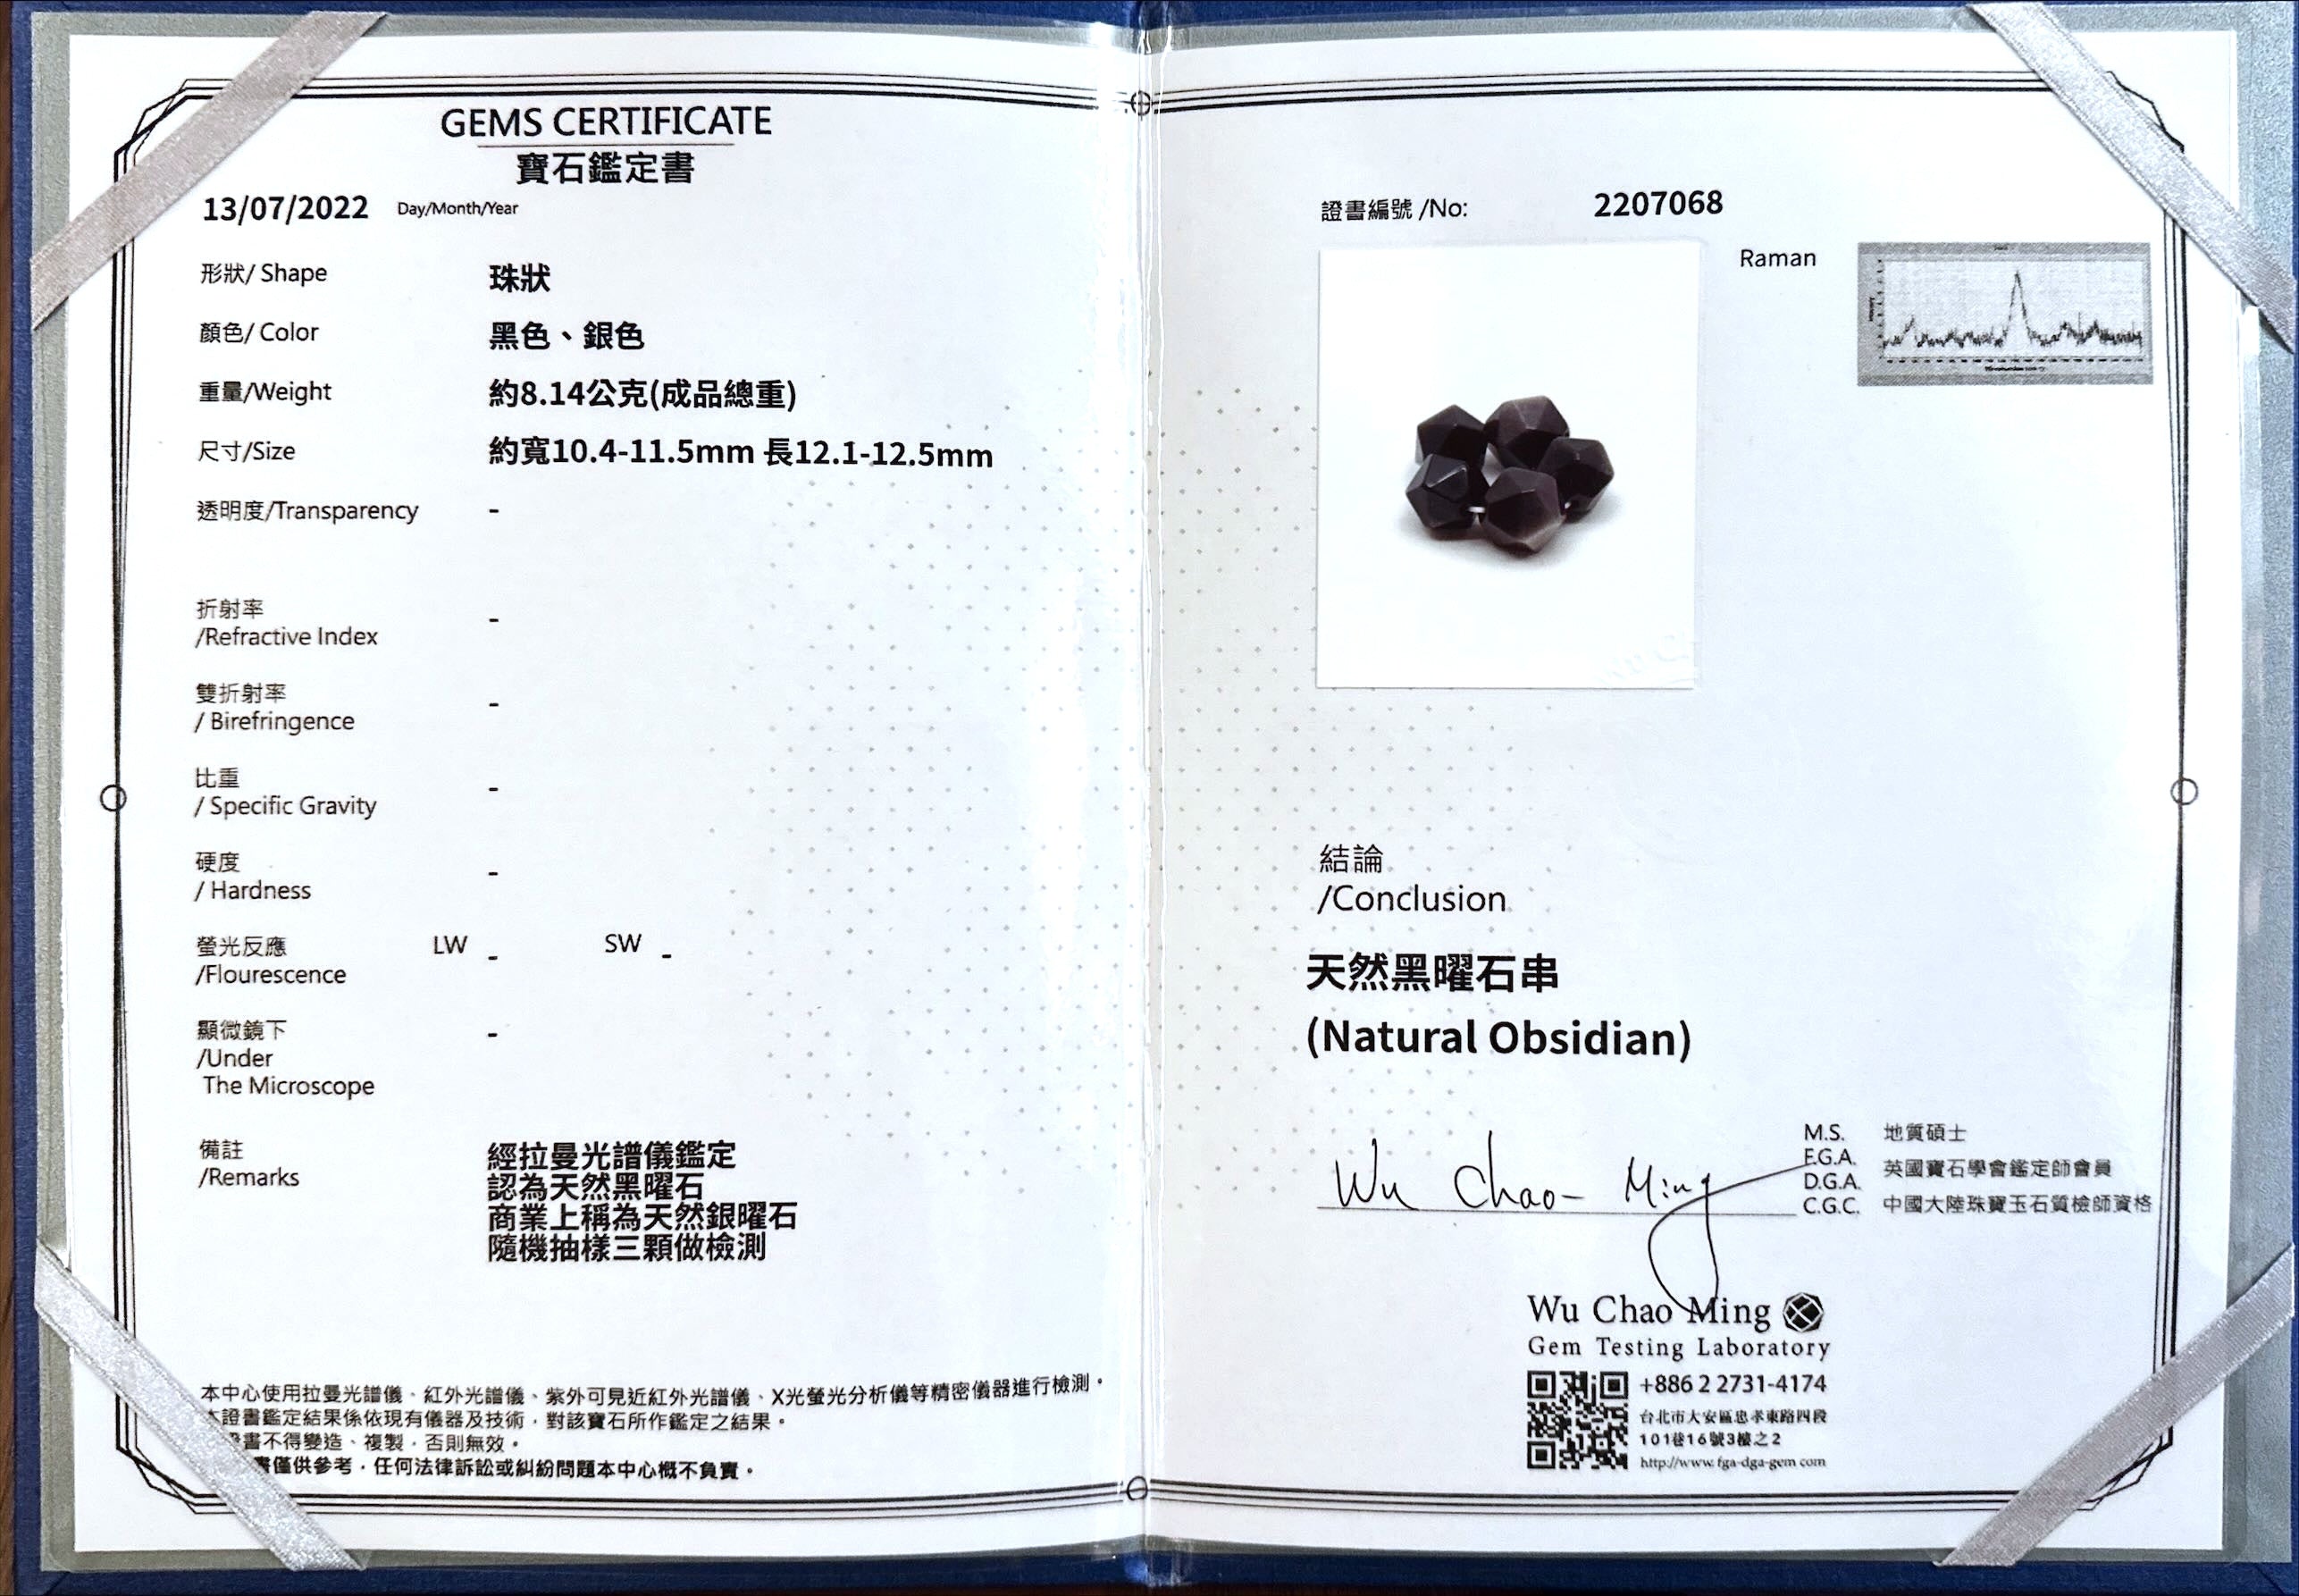 GEMS CERTIFICATE
寶石鑑定書
13/07/2022 Day/Month/Year
形狀/ Shape 珠狀
顏色/ Color 黑色、銀色
重量/Weight 約8.14公克(成品總重)
尺寸/Size 約寬10.4-11.5mm 長12.1-12.5mm
透明度/Transparency -
折射率
/Refractive Index -
雙折射率
/ Birefringence -
比重
/ Specific Gravity -
硬度
/ Hardness -
螢光反應 LW - SW -
/Flourescence
顯微鏡下 -
/Under
The Microscope
備註
/Remarks
經拉曼光譜儀鑑定
認為天然黑曜石
商業上稱為天然銀曜石
隨機抽樣三顆做檢測
本中心使用拉曼光譜儀、紅外光譜儀、紫外可見近紅外光譜儀、X光螢光分析儀等精密儀器進行檢測。
本證書鑑定結果係依現有儀器及技術，對該寶石所作鑑定之結果。
證書不得變造、複製，否則無效。
書僅供參考，任何法律訴訟或糾紛問題本中心概不負責。
證書編號 /No: 2207068
Raman
結論
/Conclusion
天然黑曜石串
(Natural Obsidian)
Wu Chao-Ming
M.S. 地質碩士
F.G.A.
D.G.A. 英國寶石學會鑑定師會員
C.G.C. 中國大陸珠寶玉石質檢師資格
Wu Chao Ming
Gem Testing Laboratory
+886 2 2731-4174
台北市大安區忠孝東路四段
101巷16號3樓之2
http://www.fga-dga-gem.com